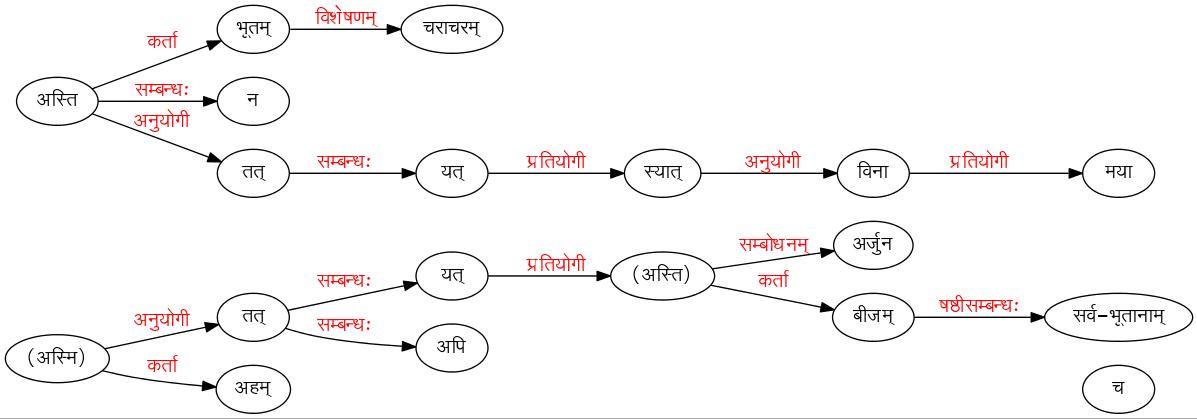 कर्ता भूतम् विशेषणम् चराचरम्
अस्ति सम्बन्धः न
अनुयोगी तत् सम्बन्धः यत् प्रतियोगी स्यात् अनुयोगी विना प्रतियोगी मया
सम्बोधनम् अर्जुन
सम्बन्धः यत् प्रतियोगी (अस्ति) कर्ता
अनुयोगी तत् सम्बन्धः बीजम् षष्ठीसम्बन्धः सर्व-भूतानाम्
(अस्मि) अपि
कर्ता अहम् च